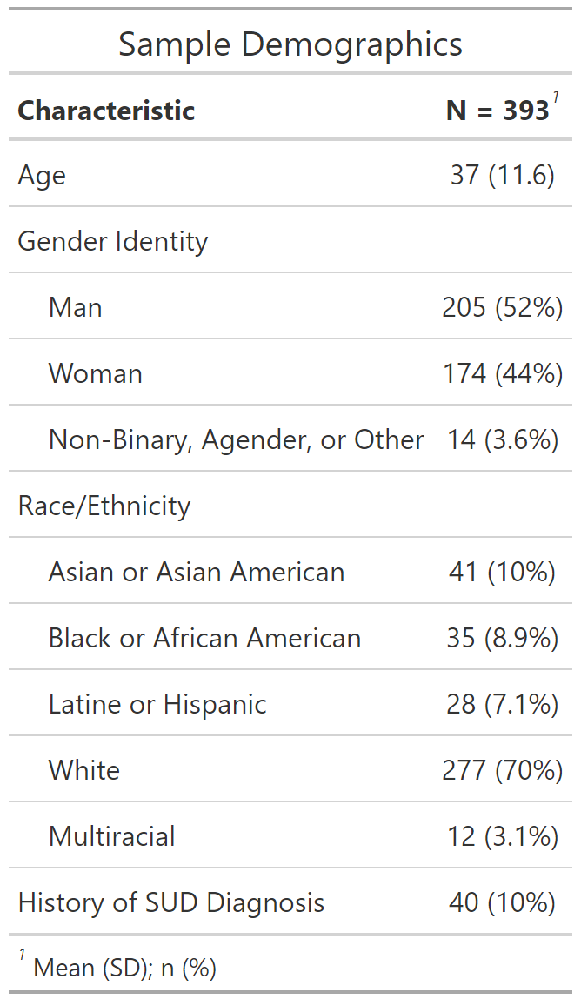 Sample Demographics
Characteristic N = 393¹
Age 37 (11.6)
Gender Identity
Man 205 (52%)
Woman 174 (44%)
Non-Binary, Agender, or Other 14 (3.6%)
Race/Ethnicity
Asian or Asian American 41 (10%)
Black or African American 35 (8.9%)
Latine or Hispanic 28 (7.1%)
White 277 (70%)
Multiracial 12 (3.1%)
History of SUD Diagnosis 40 (10%)
¹ Mean (SD); n (%)